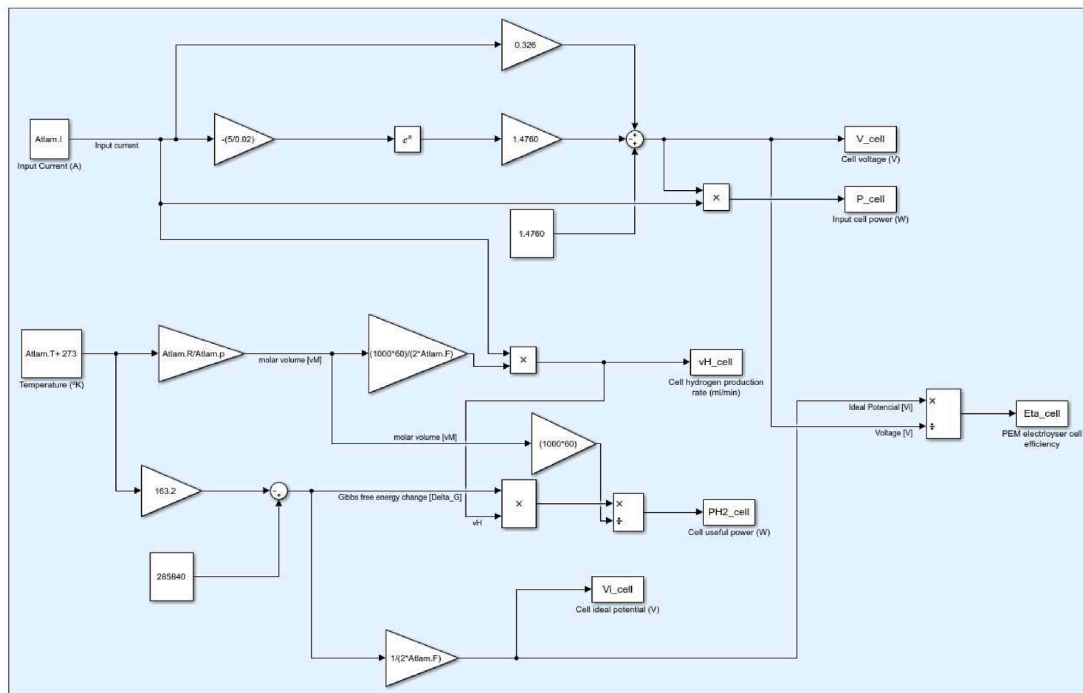 0.326
Atlam.I
Input Current (A)
Input current
-(5/0.02)
eᵘ
1.4760
V_cell
Cell voltage (V)
×
P_cell
Input cell power (W)
1.4760
Atlam.T+ 273
Temperature (ºK)
Atlam.R/Atlam.p
molar volume [vM]
(1000*60)/(2*Atlam.F)
×
vH_cell
Cell hydrogen production
rate (ml/min)
Ideal Potencial [Vi]
×
÷
Voltage [V]
Eta_cell
PEM electrloyser cell
efficiency
molar volume [vM]
(1000*60)
163.2
Gibbs free energy change [Delta_G]
vH
×
×
÷
PH2_cell
Cell useful power (W)
285840
Vi_cell
Cell ideal potential (V)
1/(2*Atlam.F)